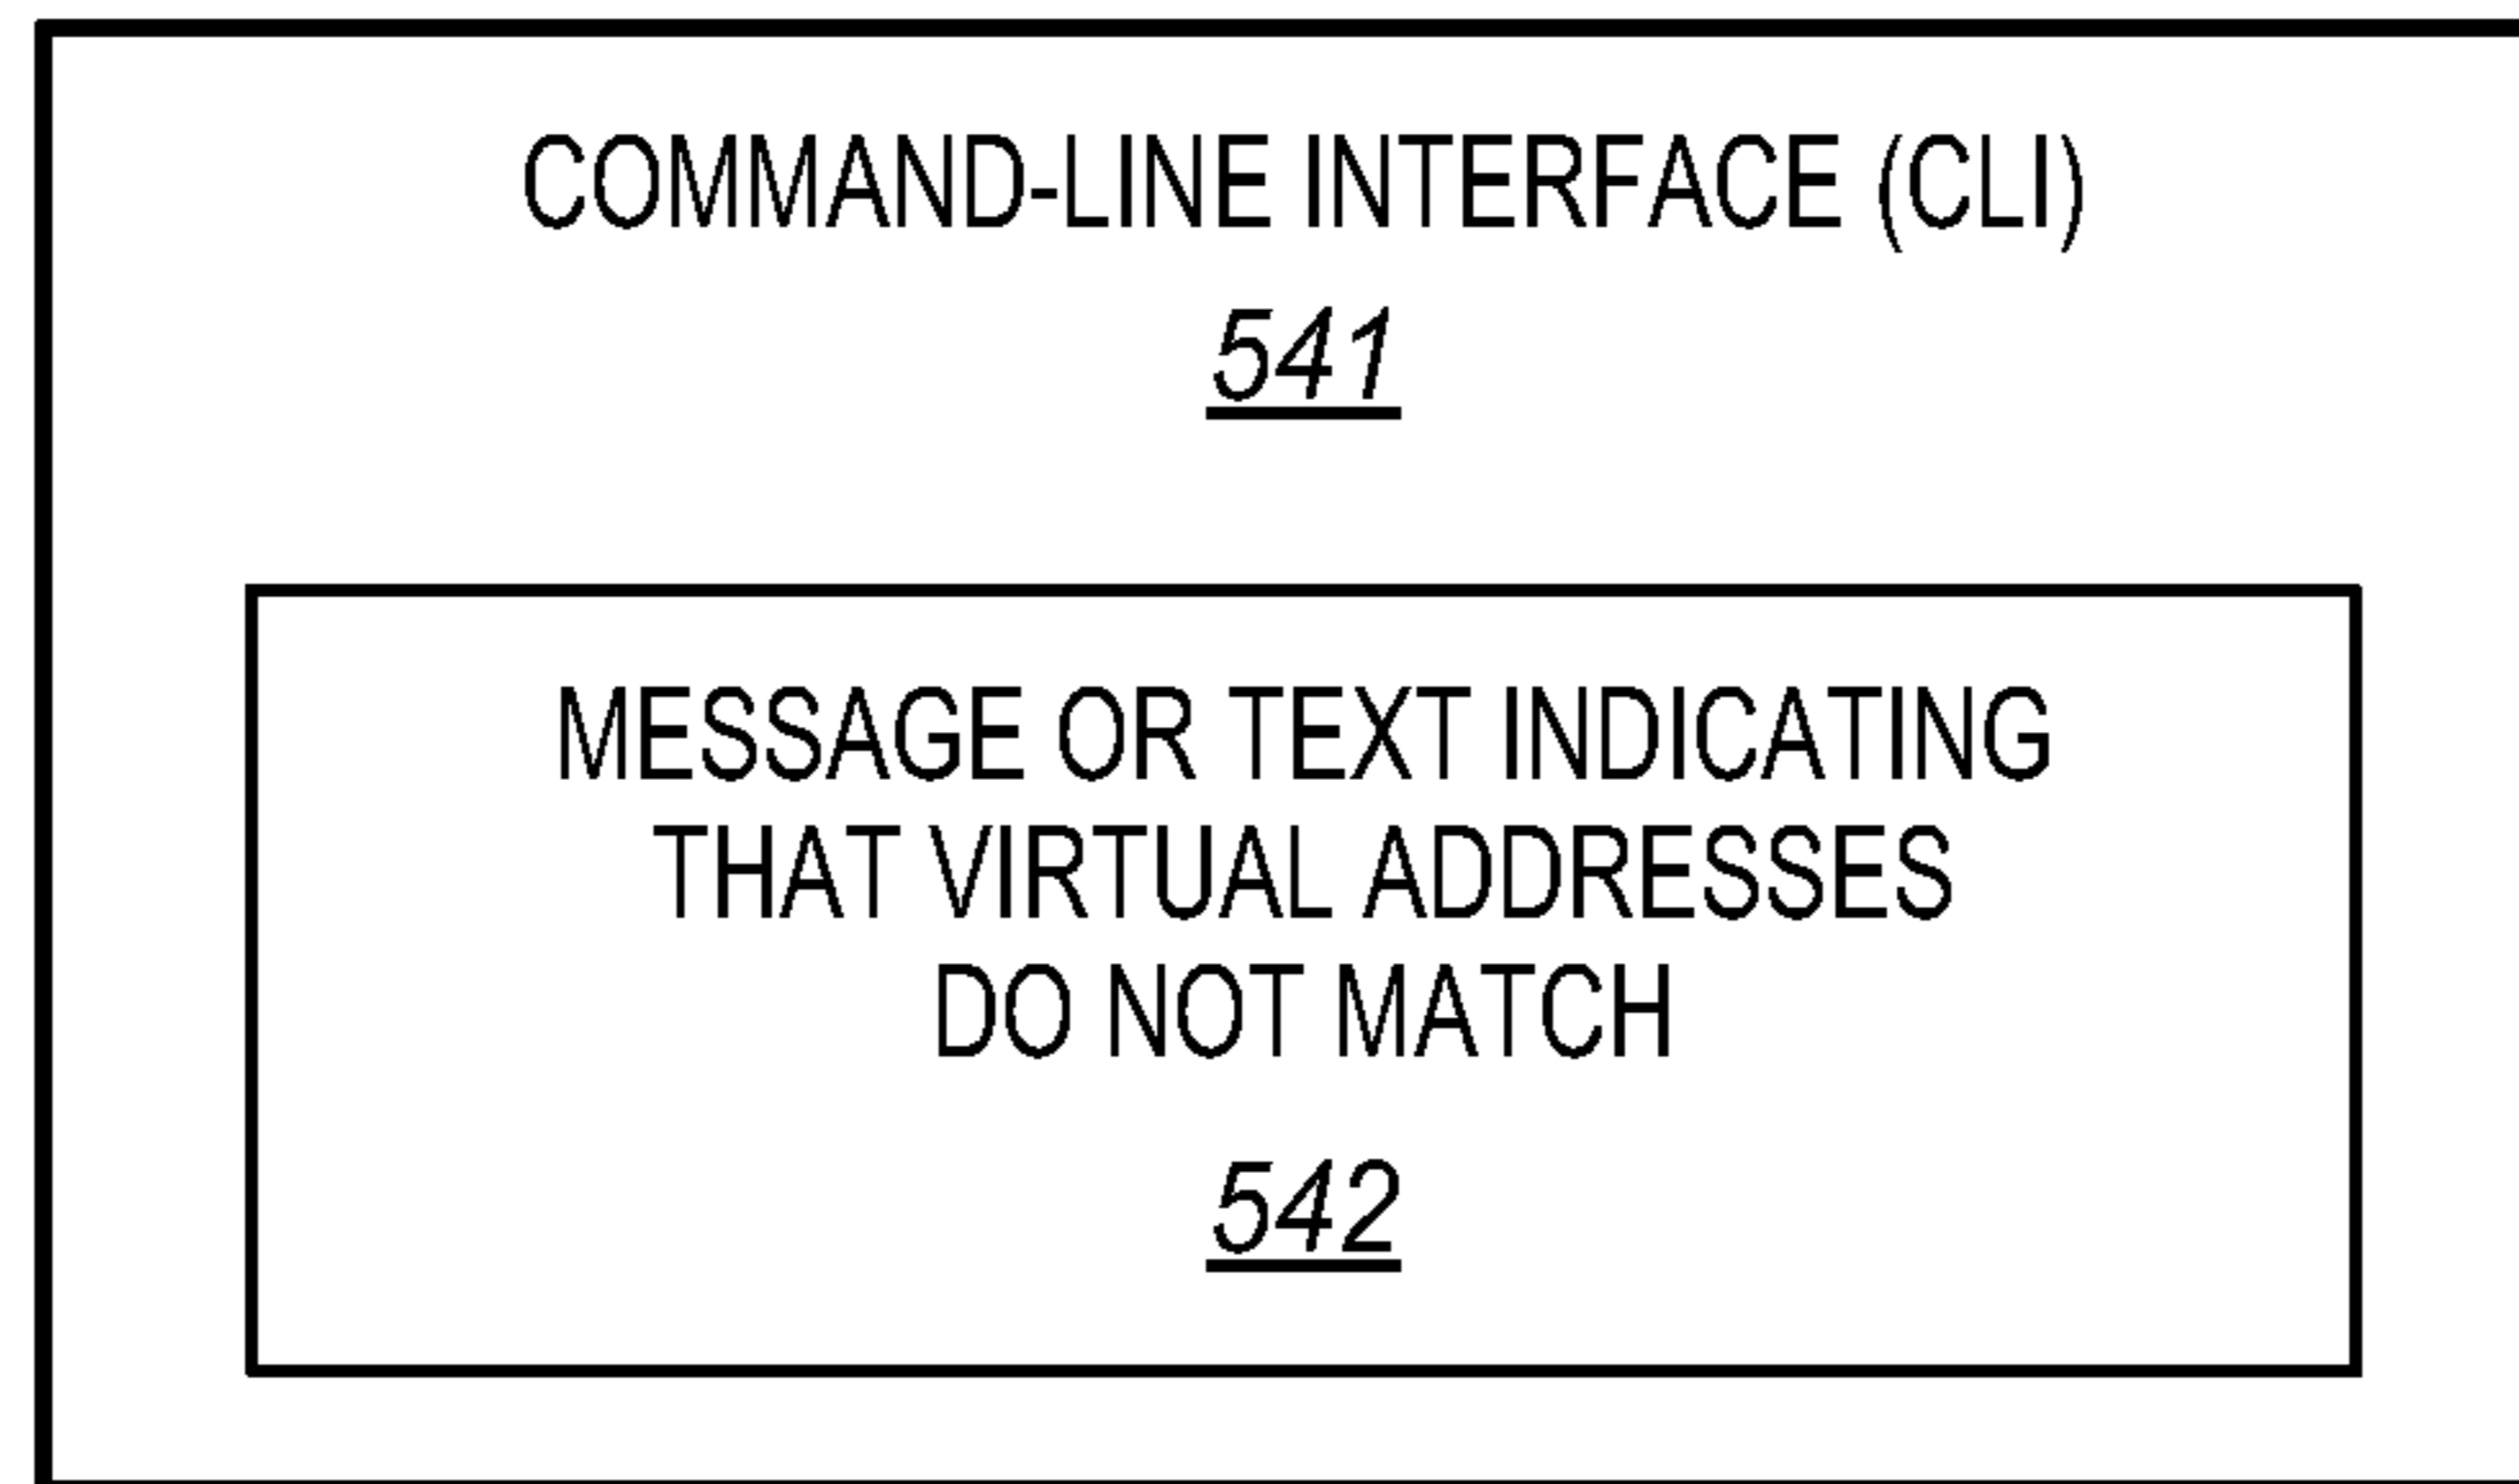 COMMAND-LINE INTERFACE (CLI)
541
MESSAGE OR TEXT INDICATING
THAT VIRTUAL ADDRESSES
DO NOT MATCH
542